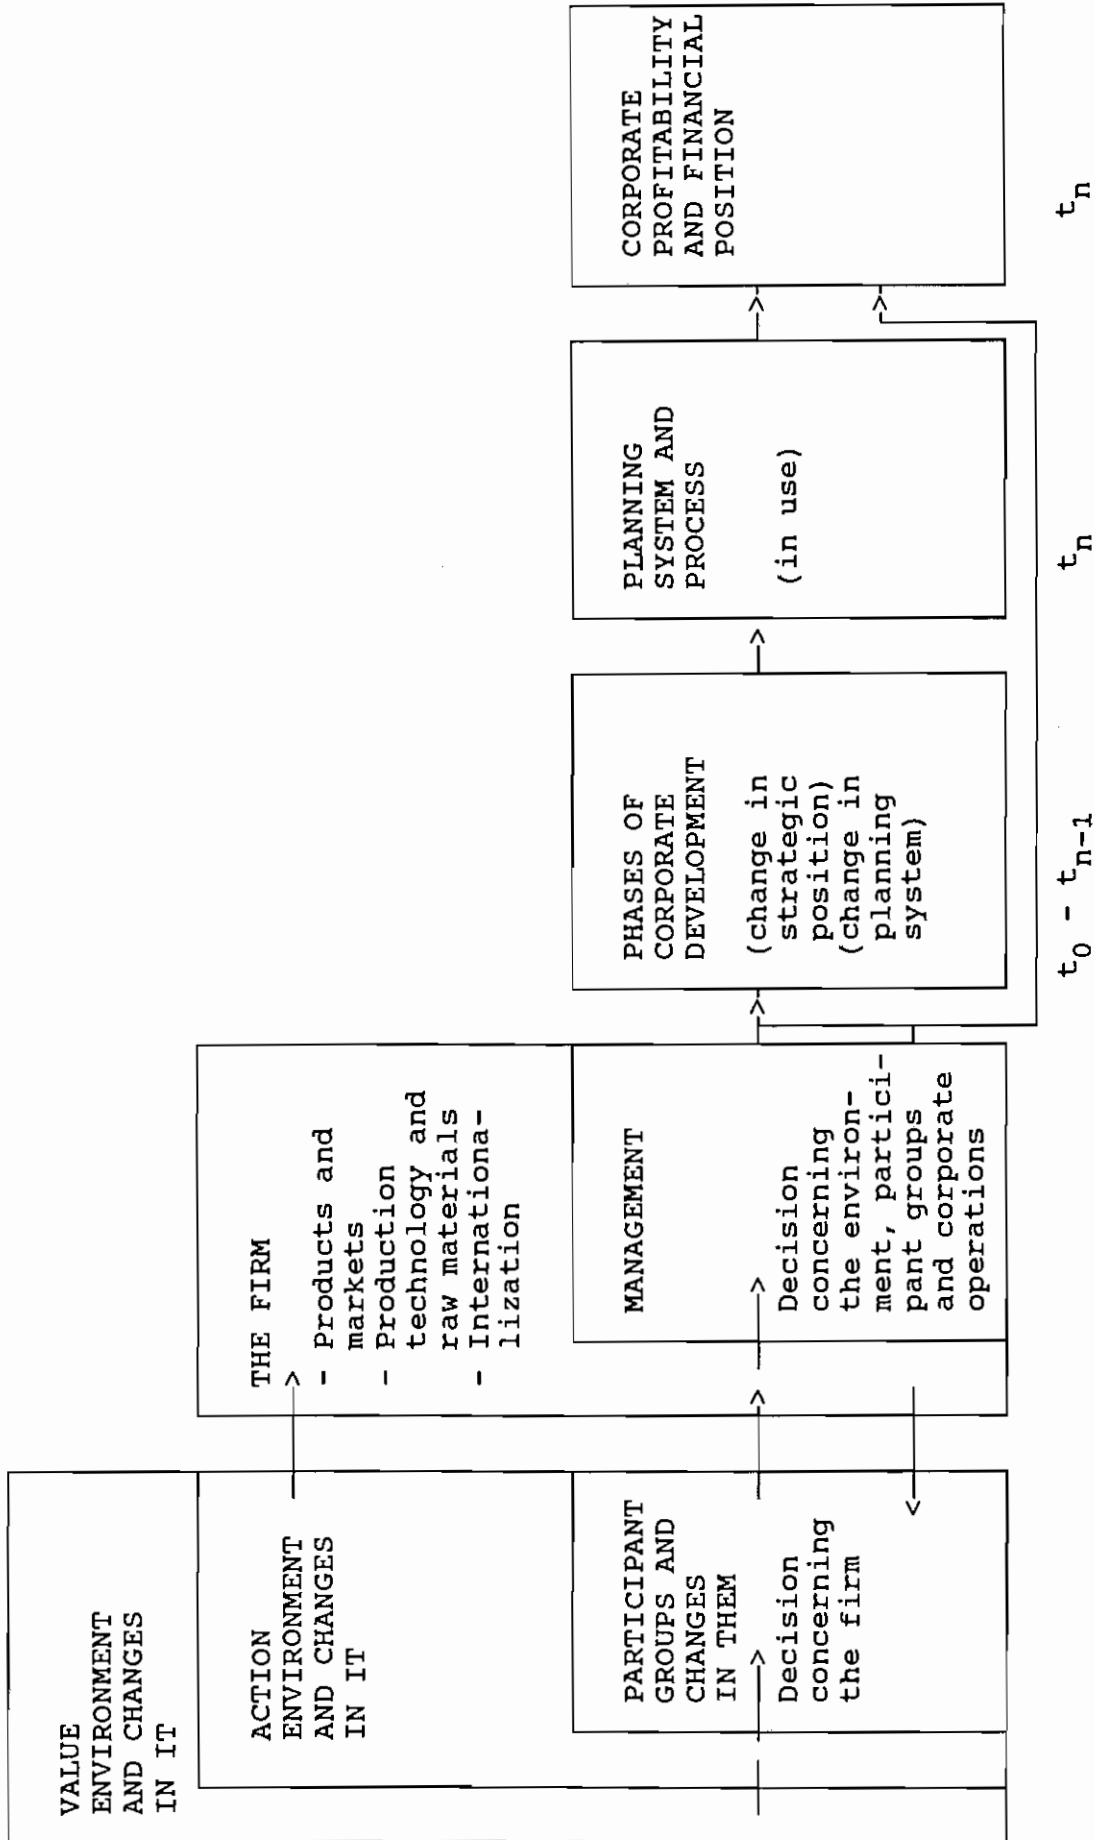 VALUE
ENVIRONMENT
AND CHANGES
IN IT
ACTION
ENVIRONMENT
AND CHANGES
IN IT
PARTICIPANT
GROUPS AND
CHANGES
IN THEM
Decision
concerning
the firm
THE FIRM
- Products and
markets
- Production
technology and
raw materials
- Internationa-
lization
MANAGEMENT
Decision
concerning
the environ-
ment, partici-
pant groups
and corporate
operations
PHASES OF
CORPORATE
DEVELOPMENT
(change in
strategic
position)
(change in
planning
system)
t₀ - tₙ₋₁
PLANNING
SYSTEM AND
PROCESS
(in use)
tₙ
CORPORATE
PROFITABILITY
AND FINANCIAL
POSITION
tₙ